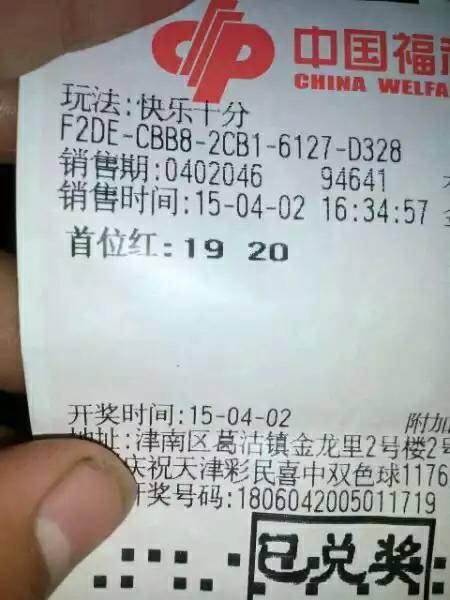 中国福
CHINA WELFA
玩法:快乐十分
F2DE-CBB8-2CB1-6127-D328
销售期:0402046 94641
销售时间:15-04-02 16:34:57
首位红:19 20
开奖时间:15-04-02 附加
地址:津南区葛沽镇金龙里2号楼2号
庆祝天津彩民喜中双色球1176
开奖号码:1806042005011719
已兑奖